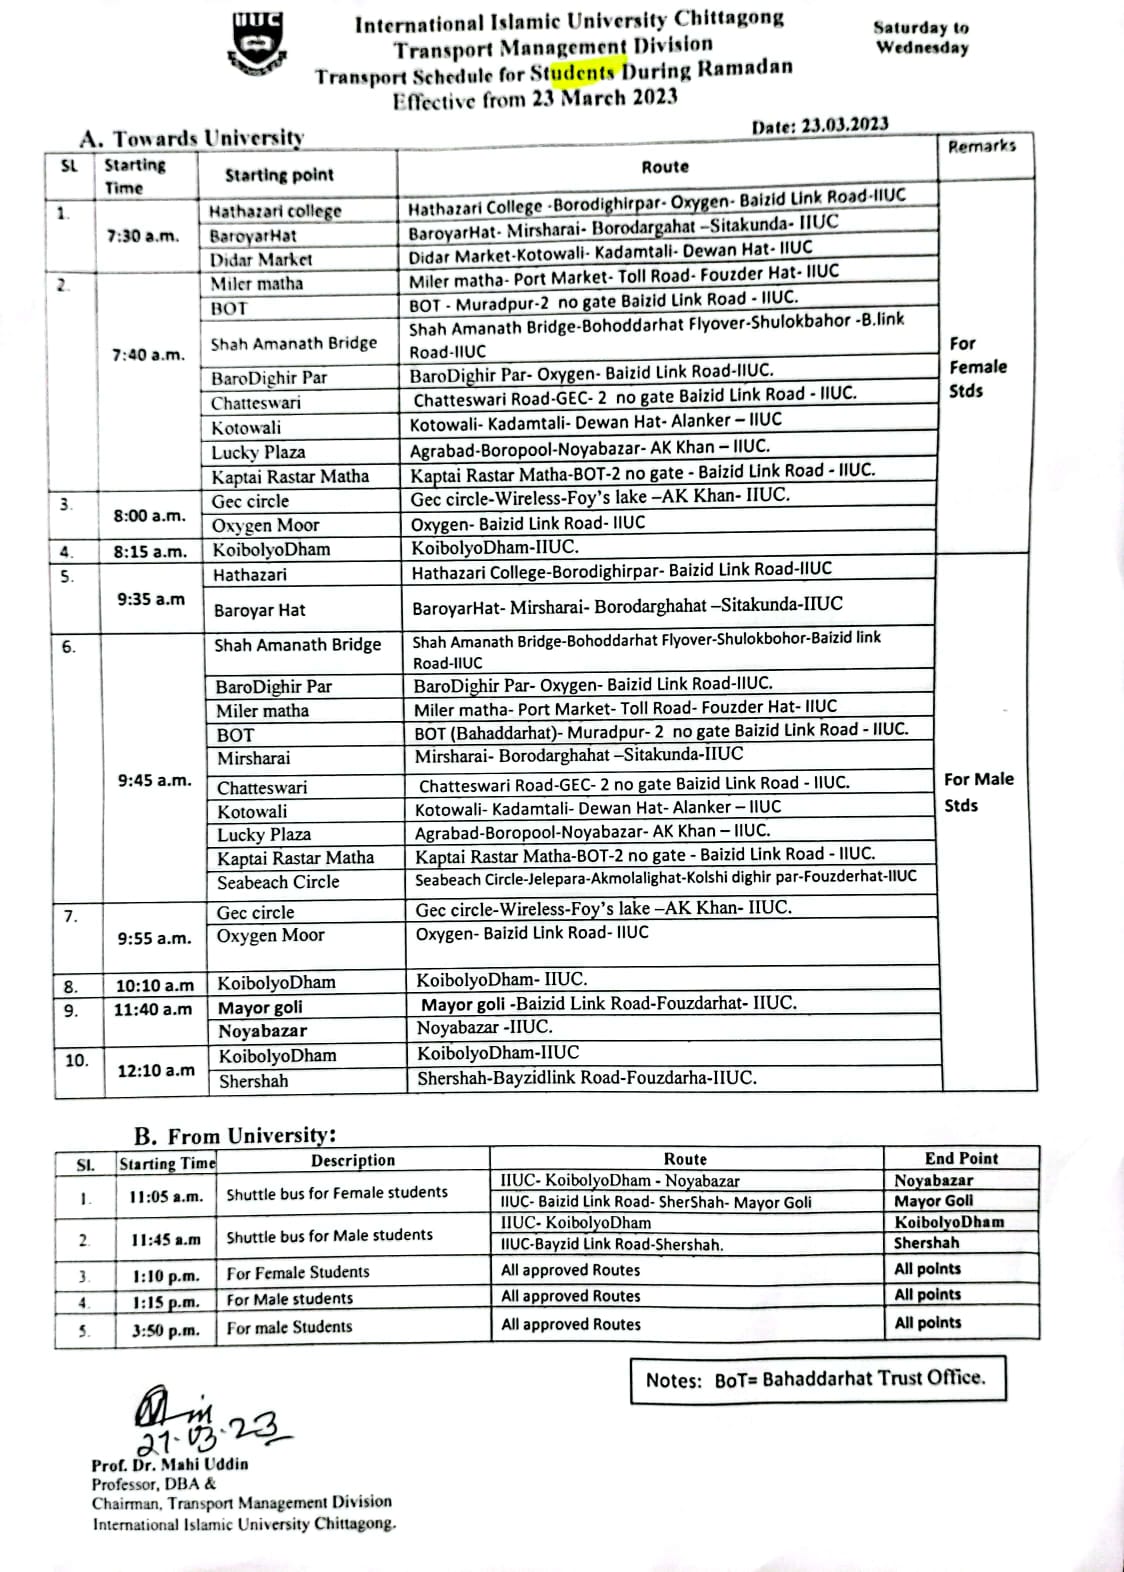 IIUC
International Islamic University Chittagong
Transport Management Division
Transport Schedule for Students During Ramadan
Effective from 23 March 2023
Saturday to
Wednesday
Date: 23.03.2023
A. Towards University
SL Starting Time Starting point Route Remarks
1. 7:30 a.m. Hathazari college Hathazari College -Borodighirpar- Oxygen- Baizid Link Road-IIUC
BaroyarHat BaroyarHat- Mirsharai- Borodargahat –Sitakunda- IIUC
Didar Market Didar Market-Kotowali- Kadamtali- Dewan Hat- IIUC
2. 7:40 a.m. Miler matha Miler matha- Port Market- Toll Road- Fouzder Hat- IIUC
BOT BOT - Muradpur-2 no gate Baizid Link Road - IIUC.
Shah Amanath Bridge Shah Amanath Bridge-Bohoddarhat Flyover-Shulokbahor -B.link
Road-IIUC
BaroDighir Par BaroDighir Par- Oxygen- Baizid Link Road-IIUC.
Chatteswari Chatteswari Road-GEC- 2 no gate Baizid Link Road - IIUC.
Kotowali Kotowali- Kadamtali- Dewan Hat- Alanker – IIUC
Lucky Plaza Agrabad-Boropool-Noyabazar- AK Khan – IIUC.
Kaptai Rastar Matha Kaptai Rastar Matha-BOT-2 no gate - Baizid Link Road - IIUC.
3. 8:00 a.m. Gec circle Gec circle-Wireless-Foy's lake –AK Khan- IIUC.
Oxygen Moor Oxygen- Baizid Link Road- IIUC
4. 8:15 a.m. KoibolyoDham KoibolyoDham-IIUC.
For
Female
Stds
5. 9:35 a.m Hathazari Hathazari College-Borodighirpar- Baizid Link Road-IIUC
Baroyar Hat BaroyarHat- Mirsharai- Borodarghahat –Sitakunda-IIUC
6. 9:45 a.m. Shah Amanath Bridge Shah Amanath Bridge-Bohoddarhat Flyover-Shulokbohor-Baizid link
Road-IIUC
BaroDighir Par BaroDighir Par- Oxygen- Baizid Link Road-IIUC.
Miler matha Miler matha- Port Market- Toll Road- Fouzder Hat- IIUC
BOT BOT (Bahaddarhat)- Muradpur- 2 no gate Baizid Link Road - IIUC.
Mirsharai Mirsharai- Borodarghahat –Sitakunda-IIUC
Chatteswari Chatteswari Road-GEC- 2 no gate Baizid Link Road - IIUC.
Kotowali Kotowali- Kadamtali- Dewan Hat- Alanker – IIUC
Lucky Plaza Agrabad-Boropool-Noyabazar- AK Khan – IIUC.
Kaptai Rastar Matha Kaptai Rastar Matha-BOT-2 no gate - Baizid Link Road - IIUC.
Seabeach Circle Seabeach Circle-Jelepara-Akmolalighat-Kolshi dighir par-Fouzderhat-IIUC
7. 9:55 a.m. Gec circle Gec circle-Wireless-Foy's lake –AK Khan- IIUC.
Oxygen Moor Oxygen- Baizid Link Road- IIUC
8. 10:10 a.m KoibolyoDham KoibolyoDham- IIUC.
9. 11:40 a.m Mayor goli Mayor goli -Baizid Link Road-Fouzdarhat- IIUC.
Noyabazar Noyabazar -IIUC.
10. 12:10 a.m KoibolyoDham KoibolyoDham-IIUC
Shershah Shershah-Bayzidlink Road-Fouzdarha-IIUC.
For Male
Stds
B. From University:
SI. Starting Time Description Route End Point
1. 11:05 a.m. Shuttle bus for Female students IIUC- KoibolyoDham - Noyabazar Noyabazar
IIUC- Baizid Link Road- SherShah- Mayor Goli Mayor Goli
2. 11:45 a.m Shuttle bus for Male students IIUC- KoibolyoDham KoibolyoDham
IIUC-Bayzid Link Road-Shershah. Shershah
3. 1:10 p.m. For Female Students All approved Routes All points
4. 1:15 p.m. For Male students All approved Routes All points
5. 3:50 p.m. For male Students All approved Routes All points
Notes: BoT= Bahaddarhat Trust Office.
27.03.23
Prof. Dr. Mahi Uddin
Professor, DBA &
Chairman, Transport Management Division
International Islamic University Chittagong.